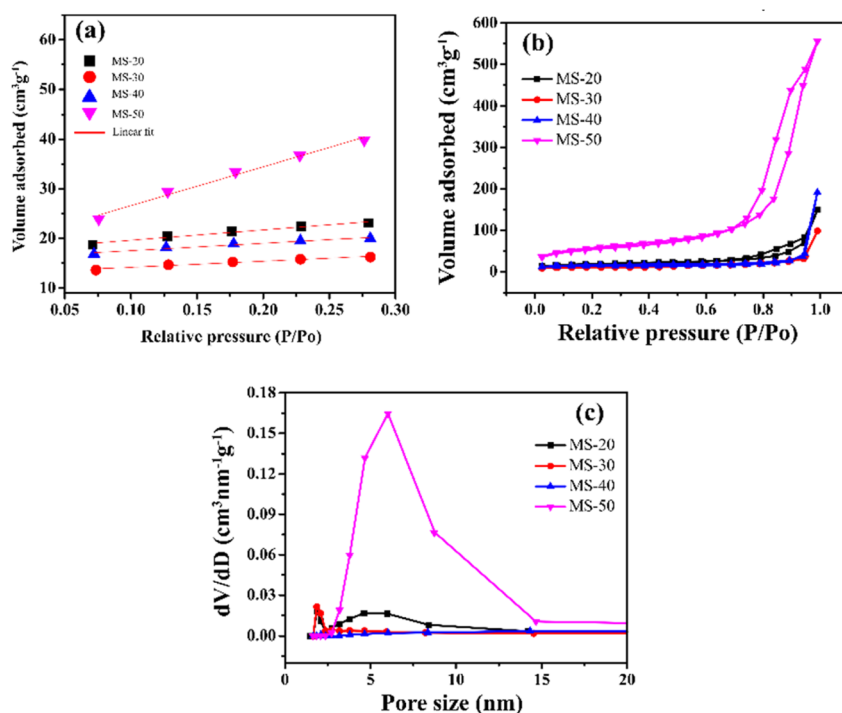 (a)
MS-20
MS-30
MS-40
MS-50
Linear fit
Volume adsorbed (cm³g⁻¹)
60
50
40
30
20
10
0.05 0.10 0.15 0.20 0.25 0.30
Relative pressure (P/Po)
(b)
MS-20
MS-30
MS-40
MS-50
Volume adsorbed (cm³g⁻¹)
600
550
500
450
400
200
150
100
50
0
0.0 0.2 0.4 0.6 0.8 1.0
Relative pressure (P/Po)
(c)
MS-20
MS-30
MS-40
MS-50
dV/dD (cm³nm⁻¹g⁻¹)
0.18
0.15
0.12
0.09
0.06
0.03
0.00
0 5 10 15 20
Pore size (nm)